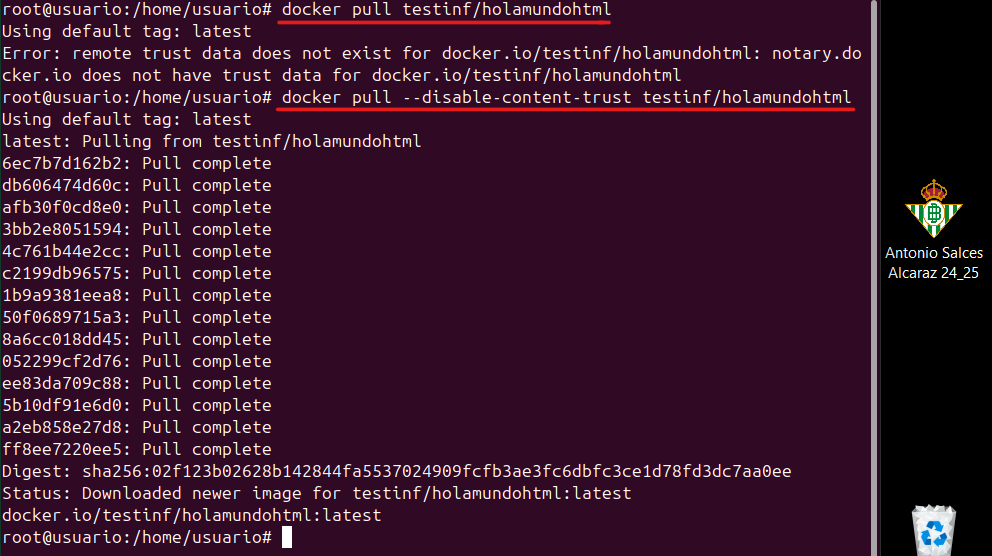 root@usuario:/home/usuario# docker pull testinf/holamundohtml
Using default tag: latest
Error: remote trust data does not exist for docker.io/testinf/holamundohtml: notary.do
cker.io does not have trust data for docker.io/testinf/holamundohtml
root@usuario:/home/usuario# docker pull --disable-content-trust testinf/holamundohtml
Using default tag: latest
latest: Pulling from testinf/holamundohtml
6ec7b7d162b2: Pull complete
db606474d60c: Pull complete
afb30f0cd8e0: Pull complete
3bb2e8051594: Pull complete
4c761b44e2cc: Pull complete
c2199db96575: Pull complete
1b9a9381eea8: Pull complete
50f0689715a3: Pull complete
8a6cc018dd45: Pull complete
052299cf2d76: Pull complete
ee83da709c88: Pull complete
5b10df91e6d0: Pull complete
a2eb858e27d8: Pull complete
ff8ee7220ee5: Pull complete
Digest: sha256:02f123b02628b142844fa5537024909fcfb3ae3fc6dbfc3ce1d78fd3dc7aa0ee
Status: Downloaded newer image for testinf/holamundohtml:latest
docker.io/testinf/holamundohtml:latest
root@usuario:/home/usuario#
Antonio Salces
Alcaraz 24_25